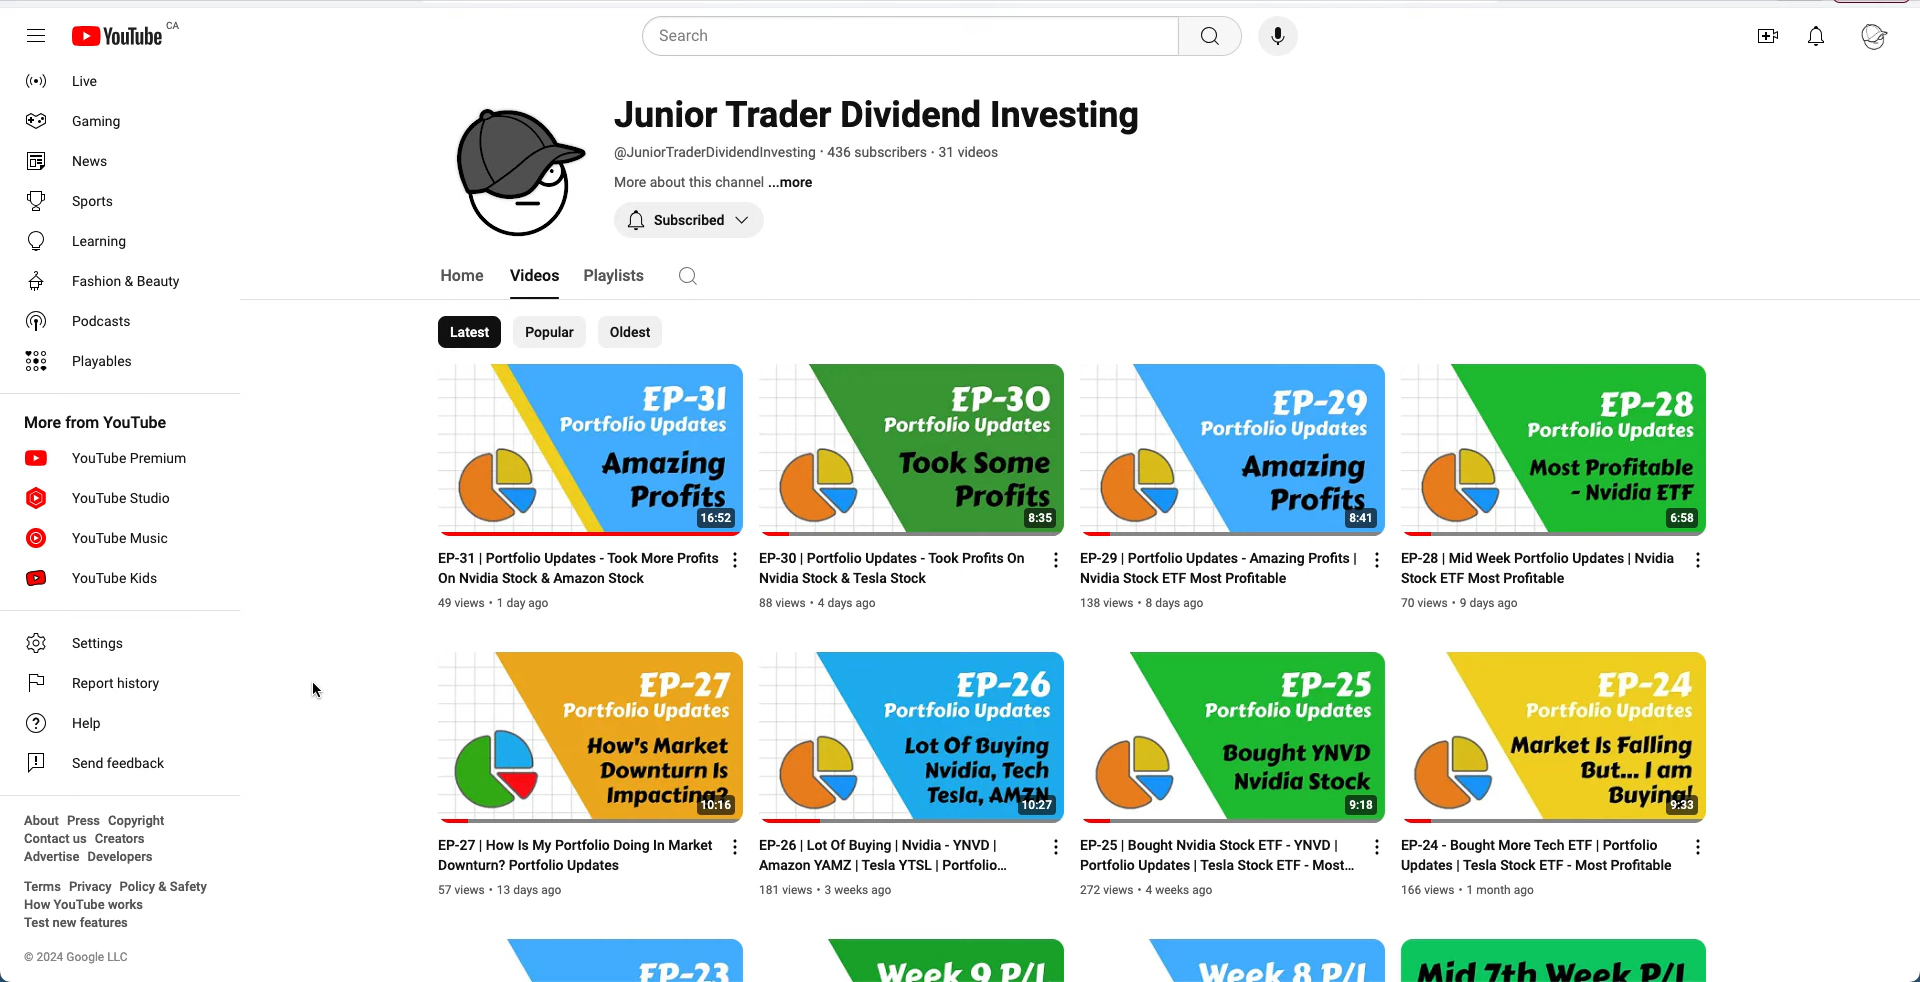 YouTube CA
Search
Live
Gaming
News
Sports
Learning
Fashion & Beauty
Podcasts
Playables
More from YouTube
YouTube Premium
YouTube Studio
YouTube Music
YouTube Kids
Settings
Report history
Help
Send feedback
About Press Copyright
Contact us Creators
Advertise Developers
Terms Privacy Policy & Safety
How YouTube works
Test new features
© 2024 Google LLC
Junior Trader Dividend Investing
@JuniorTraderDividendInvesting · 436 subscribers · 31 videos
More about this channel ...more
Subscribed
Home Videos Playlists
Latest Popular Oldest
EP-31
Portfolio Updates
Amazing
Profits
16:52
EP-31 | Portfolio Updates - Took More Profits
On Nvidia Stock & Amazon Stock
49 views • 1 day ago
EP-30
Portfolio Updates
Took Some
Profits
8:35
EP-30 | Portfolio Updates - Took Profits On
Nvidia Stock & Tesla Stock
88 views • 4 days ago
EP-29
Portfolio Updates
Amazing
Profits
8:41
EP-29 | Portfolio Updates - Amazing Profits |
Nvidia Stock ETF Most Profitable
138 views • 8 days ago
EP-28
Portfolio Updates
Most Profitable
- Nvidia ETF
6:58
EP-28 | Mid Week Portfolio Updates | Nvidia
Stock ETF Most Profitable
70 views • 9 days ago
EP-27
Portfolio Updates
How's Market
Downturn Is
Impacting?
10:16
EP-27 | How Is My Portfolio Doing In Market
Downturn? Portfolio Updates
57 views • 13 days ago
EP-26
Portfolio Updates
Lot Of Buying
Nvidia, Tech
Tesla, AMZN
10:27
EP-26 | Lot Of Buying | Nvidia - YNVD |
Amazon YAMZ | Tesla YTSL | Portfolio...
181 views • 3 weeks ago
EP-25
Portfolio Updates
Bought YNVD
Nvidia Stock
9:18
EP-25 | Bought Nvidia Stock ETF - YNVD |
Portfolio Updates | Tesla Stock ETF - Most...
272 views • 4 weeks ago
EP-24
Portfolio Updates
Market Is Falling
But... I am
Buying!
9:33
EP-24 - Bought More Tech ETF | Portfolio
Updates | Tesla Stock ETF - Most Profitable
166 views • 1 month ago
EP-23
Week 9 P/L
Week 8 P/L
Mid 7th Week P/L